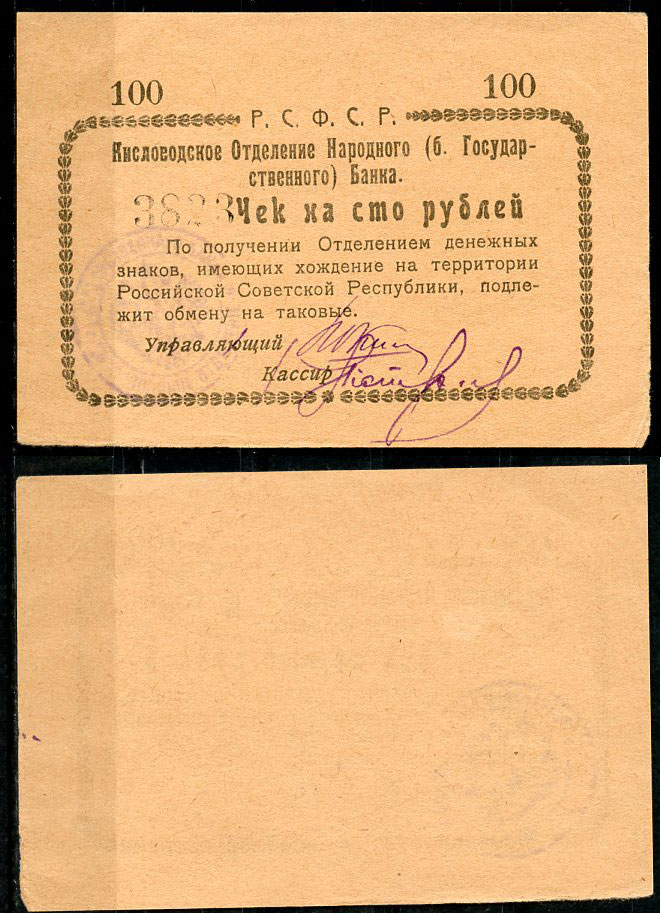 100 100
Р. С. Ф. С. Р.
Кисловодское Отделение Народного (б. Государ-
ственного) Банка.
3823 Чек на сто рублей
По получении Отделением денежных
знаков, имеющих хождение на территории
Российской Советской Республики, подле-
жит обмену на таковые.
Управляющий
Кассир